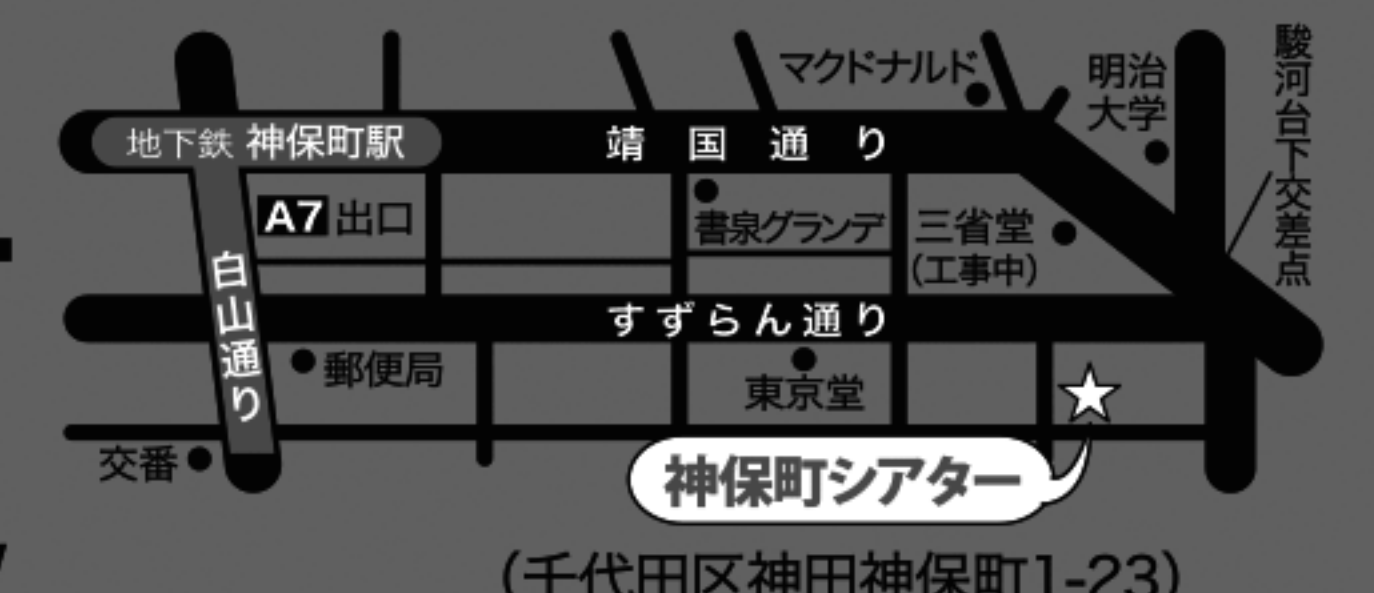 マクドナルド
明治
大学
駿河台下交差点
地下鉄 神保町駅
靖国通り
A7 出口
書泉グランデ
三省堂
（工事中）
白山通り
すずらん通り
郵便局
東京堂
交番
神保町シアター
（千代田区神田神保町1-23）